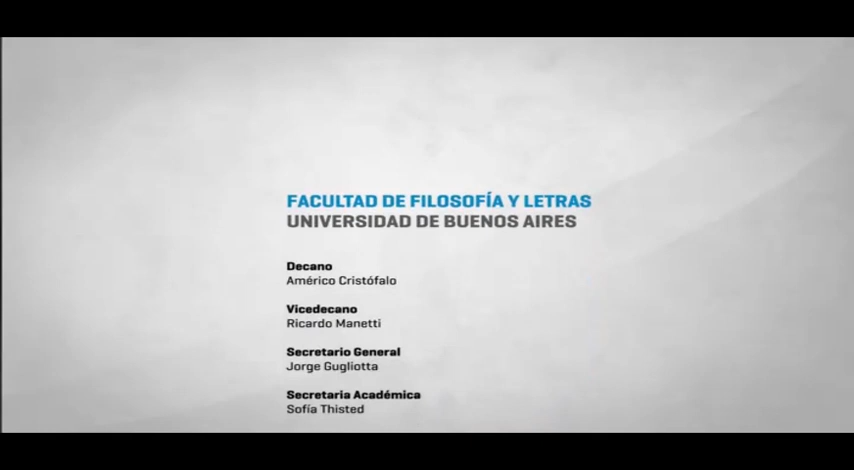 FACULTAD DE FILOSOFÍA Y LETRAS
UNIVERSIDAD DE BUENOS AIRES
Decano
Américo Cristófalo
Vicedecano
Ricardo Manetti
Secretario General
Jorge Gugliotta
Secretaria Académica
Sofía Thisted